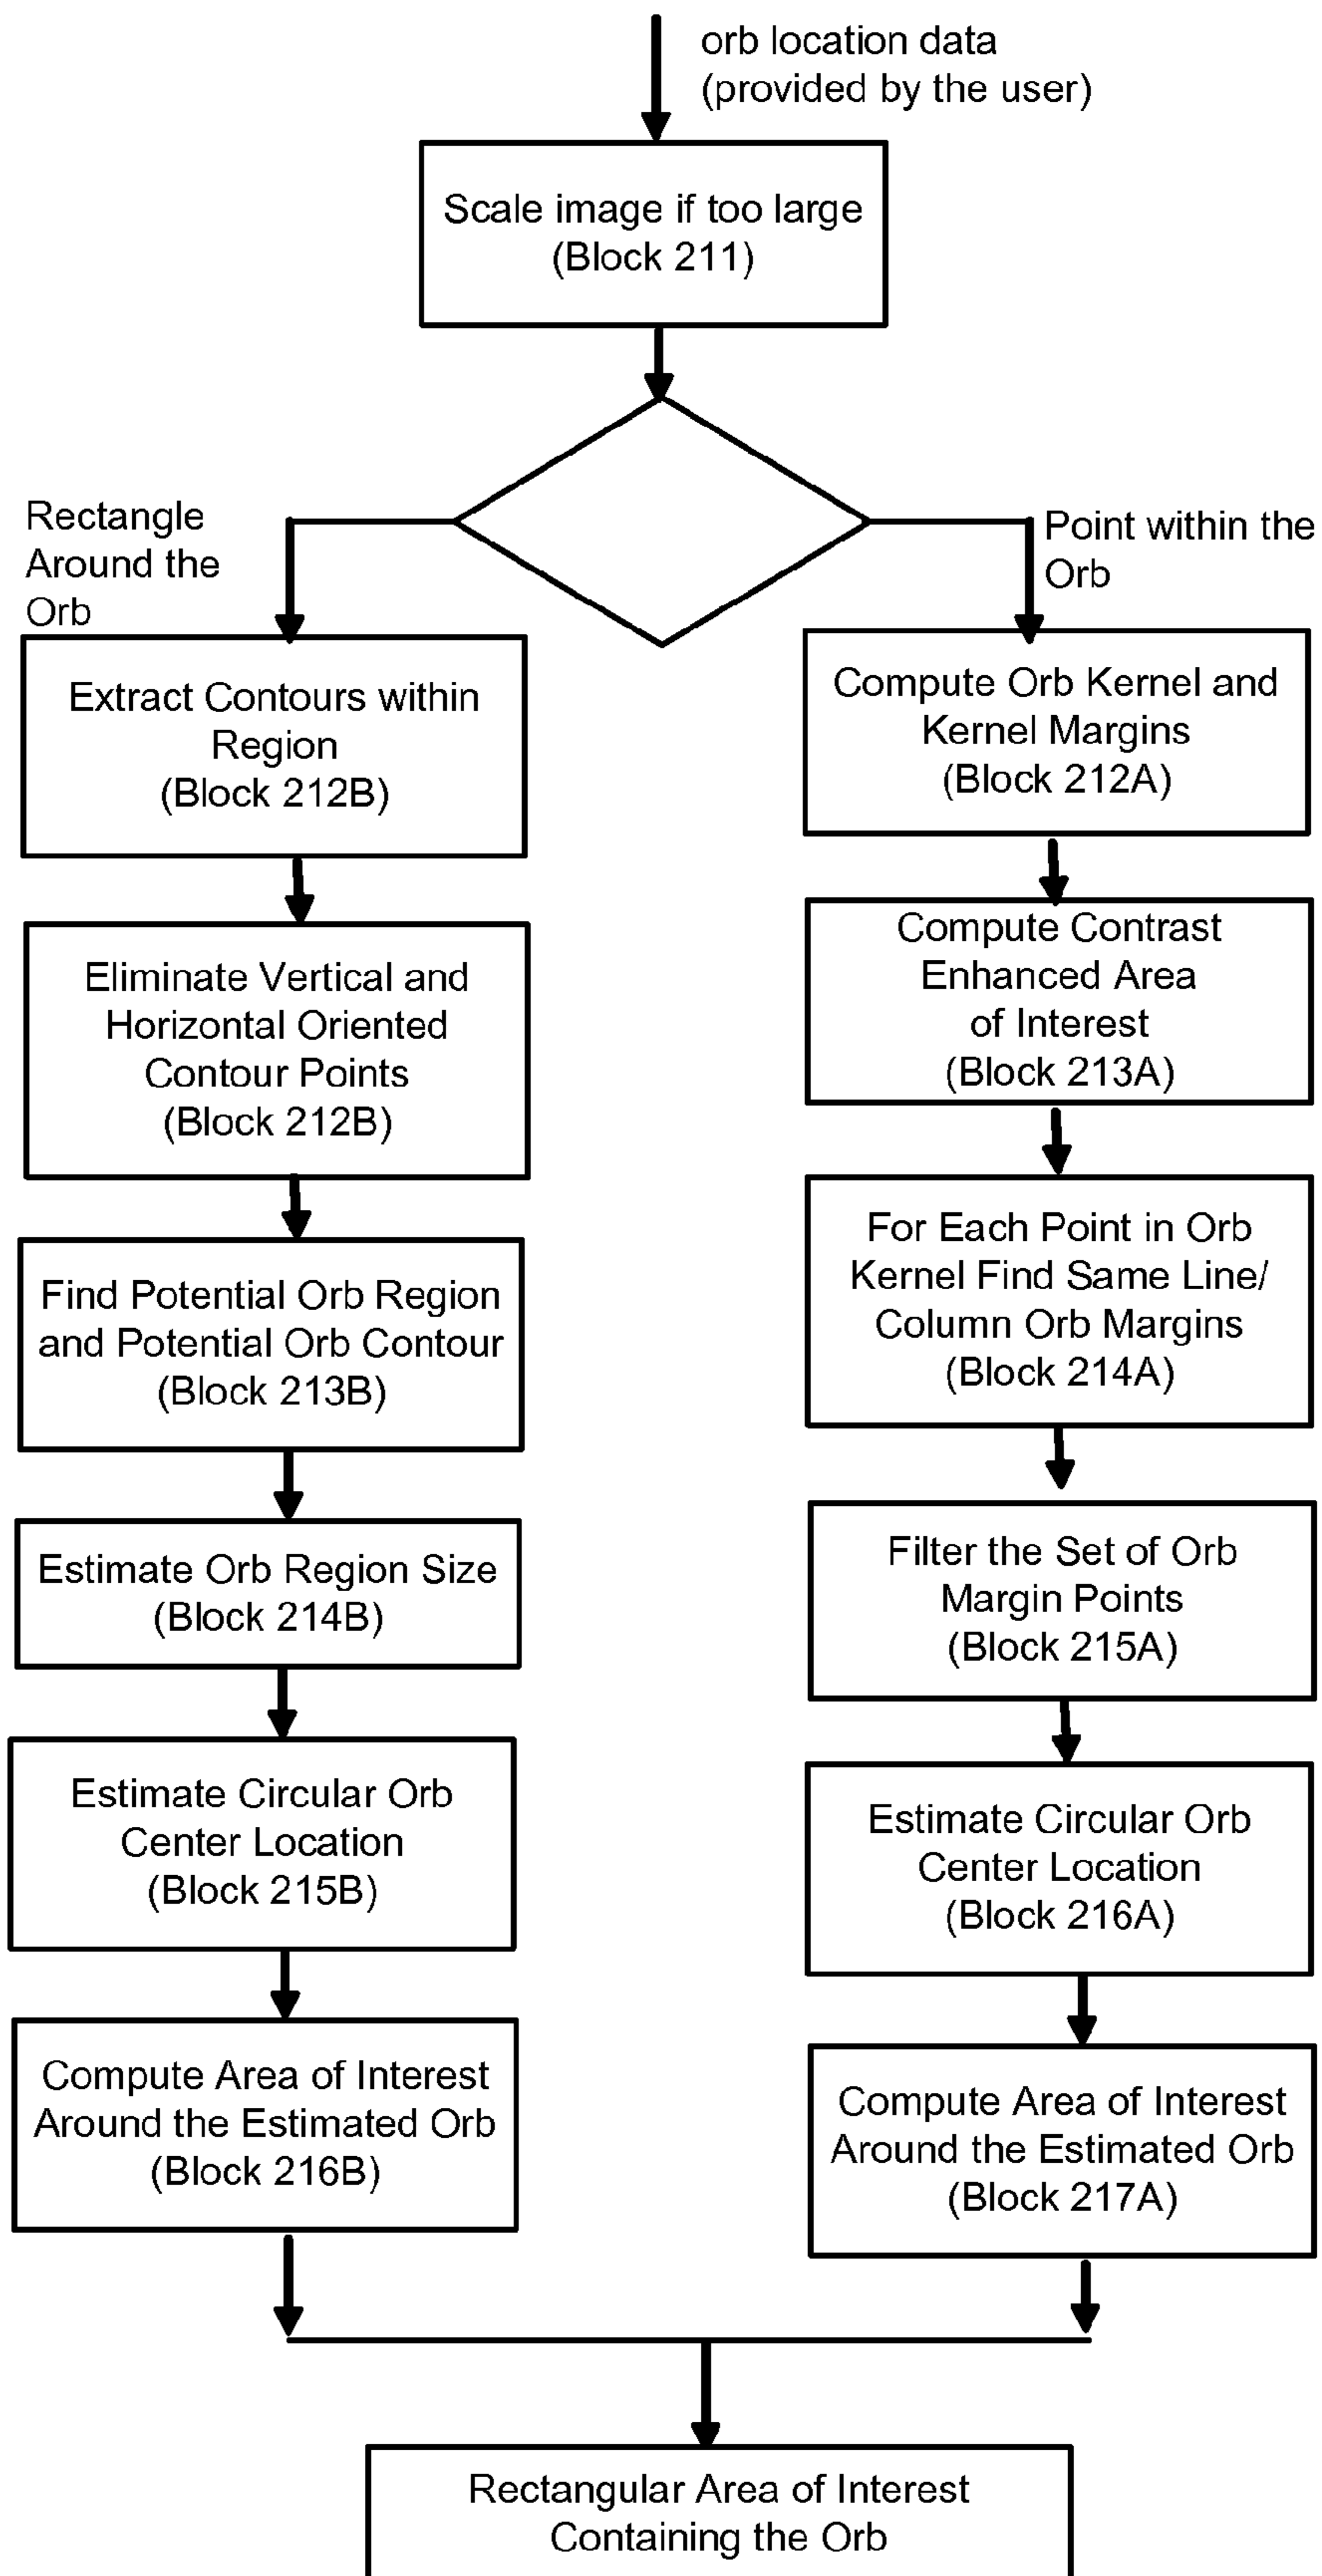 orb location data
(provided by the user)
Scale image if too large
(Block 211)
Rectangle
Around the
Orb
Point within the
Orb
Extract Contours within
Region
(Block 212B)
Eliminate Vertical and
Horizontal Oriented
Contour Points
(Block 212B)
Find Potential Orb Region
and Potential Orb Contour
(Block 213B)
Estimate Orb Region Size
(Block 214B)
Estimate Circular Orb
Center Location
(Block 215B)
Compute Area of Interest
Around the Estimated Orb
(Block 216B)
Compute Orb Kernel and
Kernel Margins
(Block 212A)
Compute Contrast
Enhanced Area
of Interest
(Block 213A)
For Each Point in Orb
Kernel Find Same Line/
Column Orb Margins
(Block 214A)
Filter the Set of Orb
Margin Points
(Block 215A)
Estimate Circular Orb
Center Location
(Block 216A)
Compute Area of Interest
Around the Estimated Orb
(Block 217A)
Rectangular Area of Interest
Containing the Orb